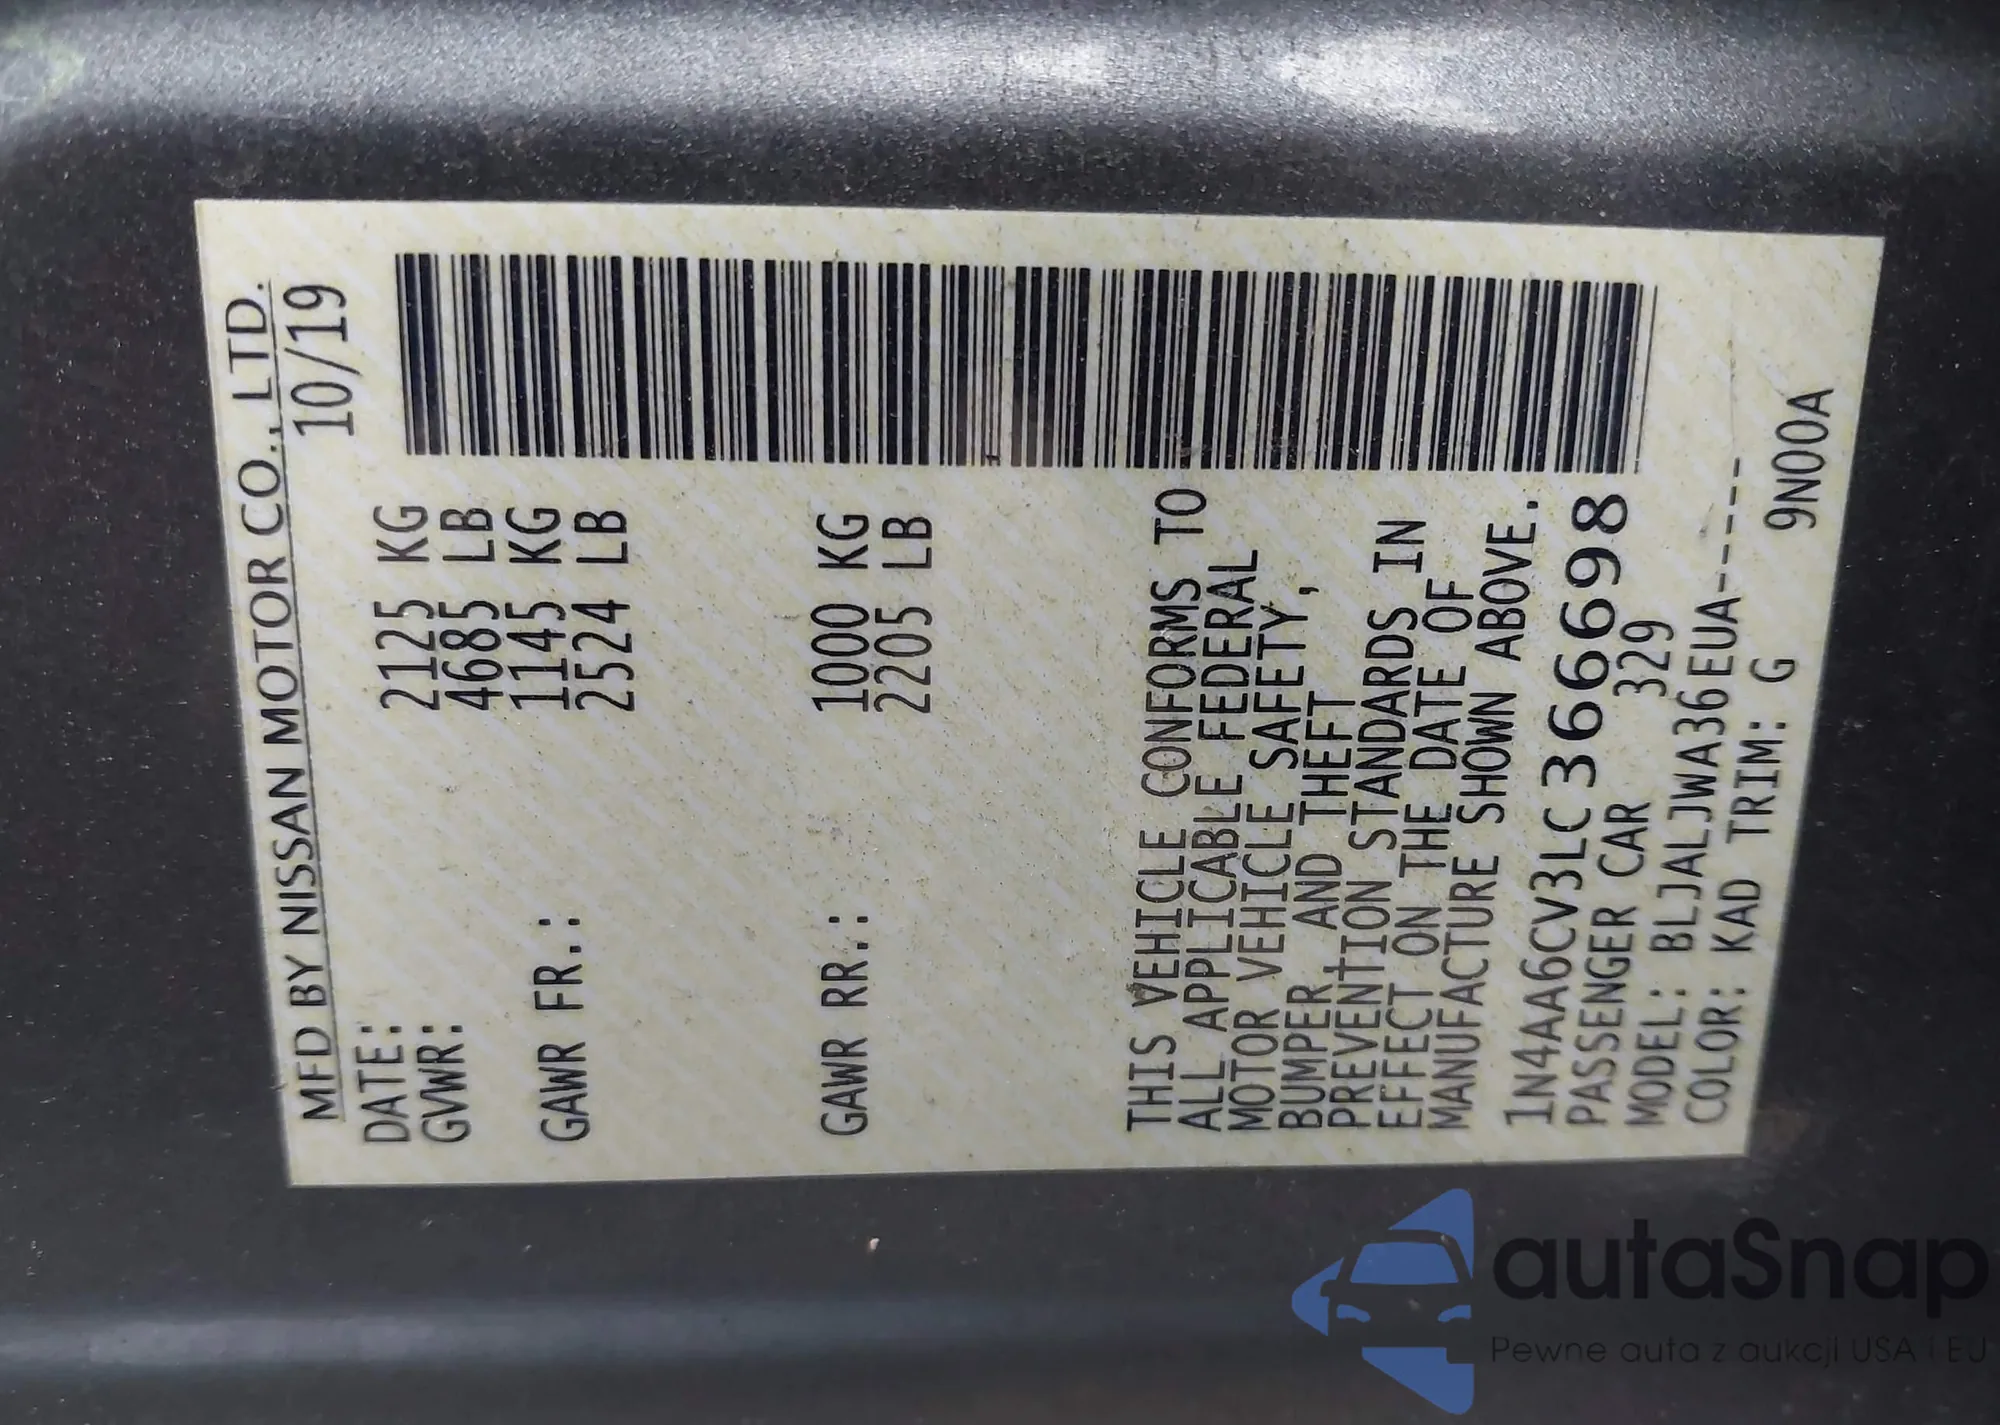 MFD BY NISSAN MOTOR CO., LTD.
DATE: 10/19
GVWR: 2125 KG
4685 LB
GAWR FR.: 1145 KG
2524 LB
GAWR RR.: 1000 KG
2205 LB
THIS VEHICLE CONFORMS TO
ALL APPLICABLE FEDERAL
MOTOR VEHICLE SAFETY,
BUMPER, AND THEFT
PREVENTION STANDARDS IN
EFFECT ON THE DATE OF
MANUFACTURE SHOWN ABOVE.
1N4AA6CV3LC366698
PASSENGER CAR 329
MODEL: BLJALJWA36EUA-----
COLOR: KAD TRIM: G 9N00A
autaSnap
Pewne auta z aukcji USA i EU